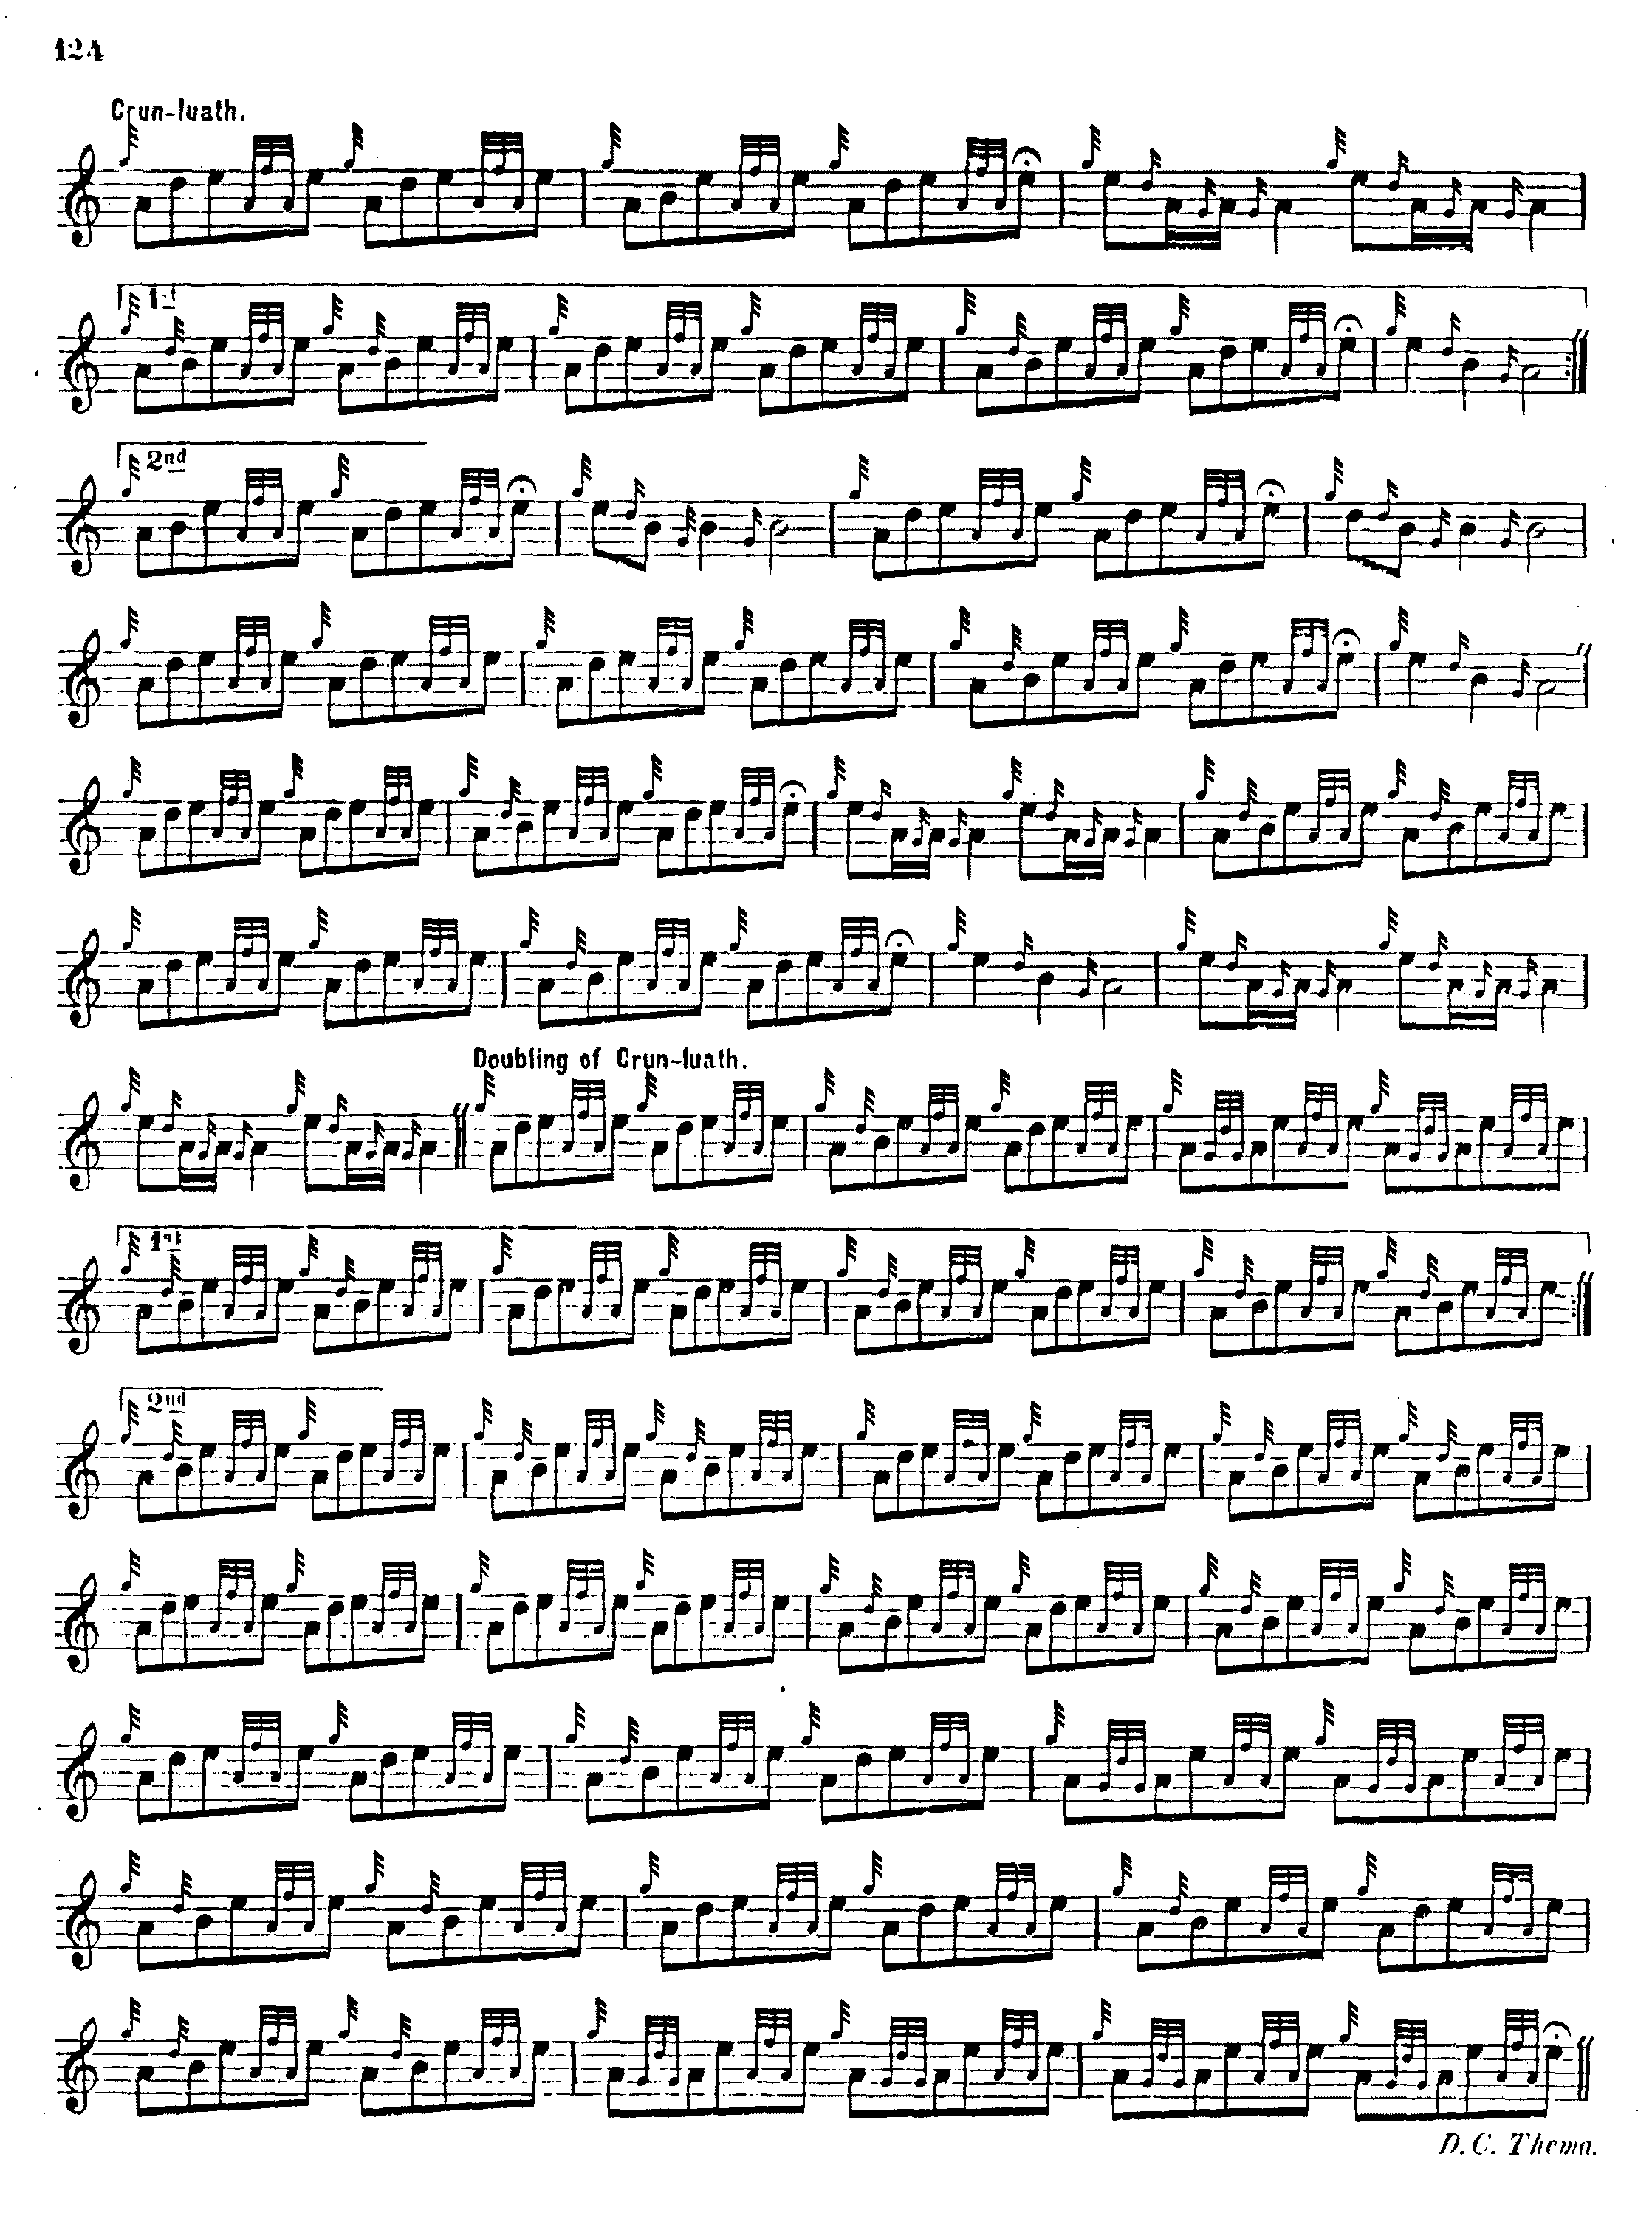 124
Crun-luath.
1st
2nd
Doubling of Crun-luath.
1st
2nd
D. C. Thema.